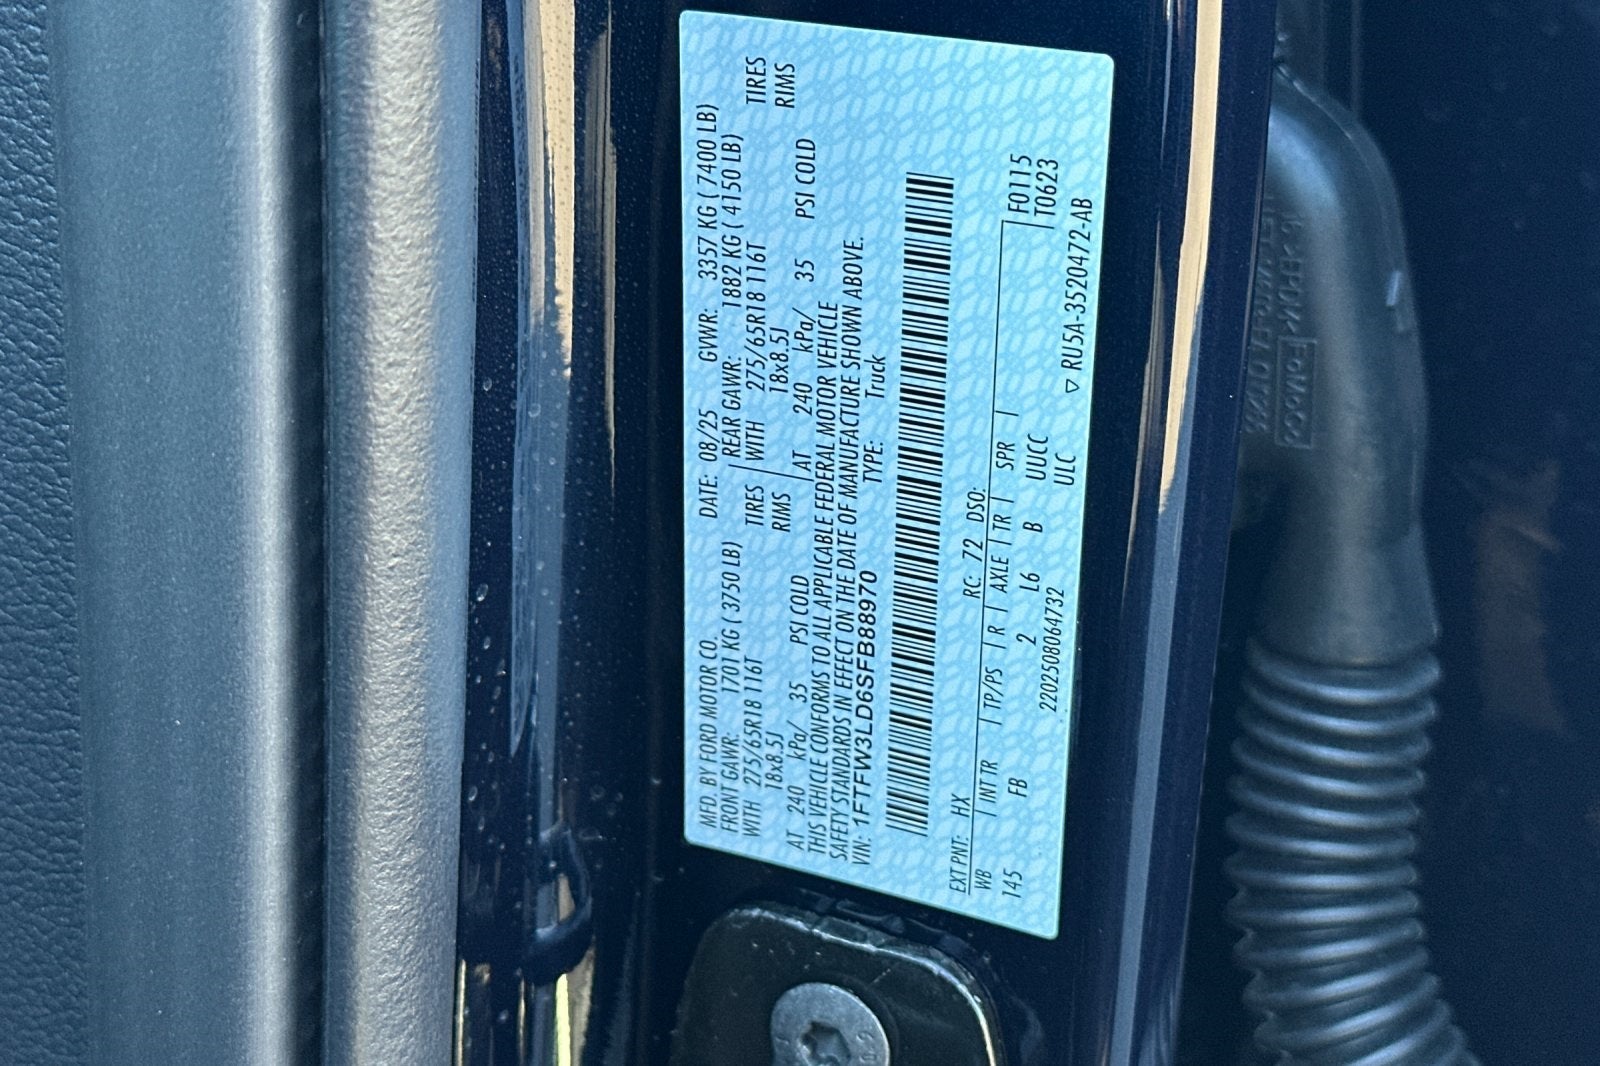 MFD. BY FORD MOTOR CO. DATE: 08/25 GVWR: 3357 KG ( 7400 LB)
FRONT GAWR: 1701 KG ( 3750 LB) REAR GAWR: 1882 KG ( 4150 LB)
WITH 275/65R18 116T TIRES WITH 275/65R18 116T TIRES
18x8.5J RIMS 18x8.5J RIMS
AT 240 kPa/ 35 PSI COLD AT 240 kPa/ 35 PSI COLD
THIS VEHICLE CONFORMS TO ALL APPLICABLE FEDERAL MOTOR VEHICLE
SAFETY STANDARDS IN EFFECT ON THE DATE OF MANUFACTURE SHOWN ABOVE.
VIN: 1FTFW3LD6SFB88970 TYPE: Truck
EXT PNT: HX RC: 72 DSO:
WB INT TR TP/PS R AXLE TR SPR F0115
145 FB 2 L6 B UUCC T0623
2202508064732 ULC ▽ RU5A-3520472-AB
FoMoCo